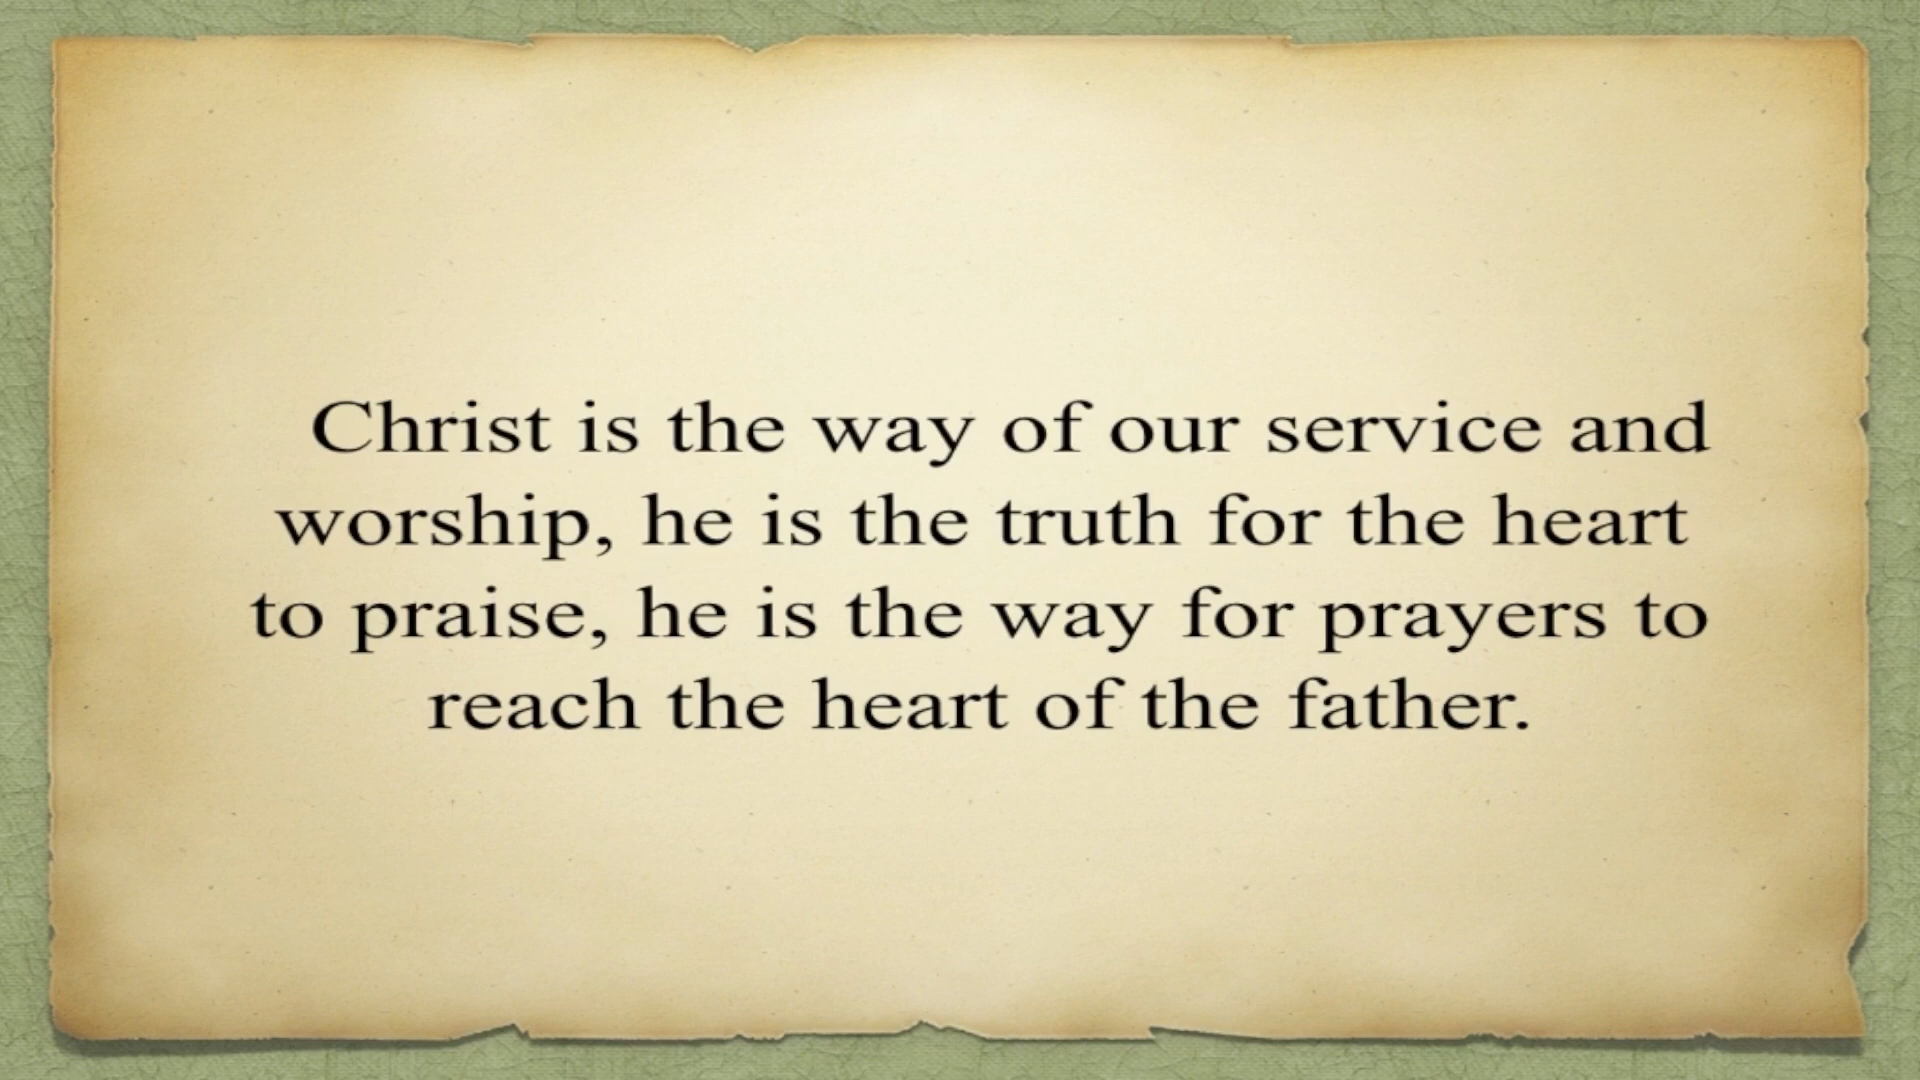 Christ is the way of our service and
worship, he is the truth for the heart
to praise, he is the way for prayers to
reach the heart of the father.